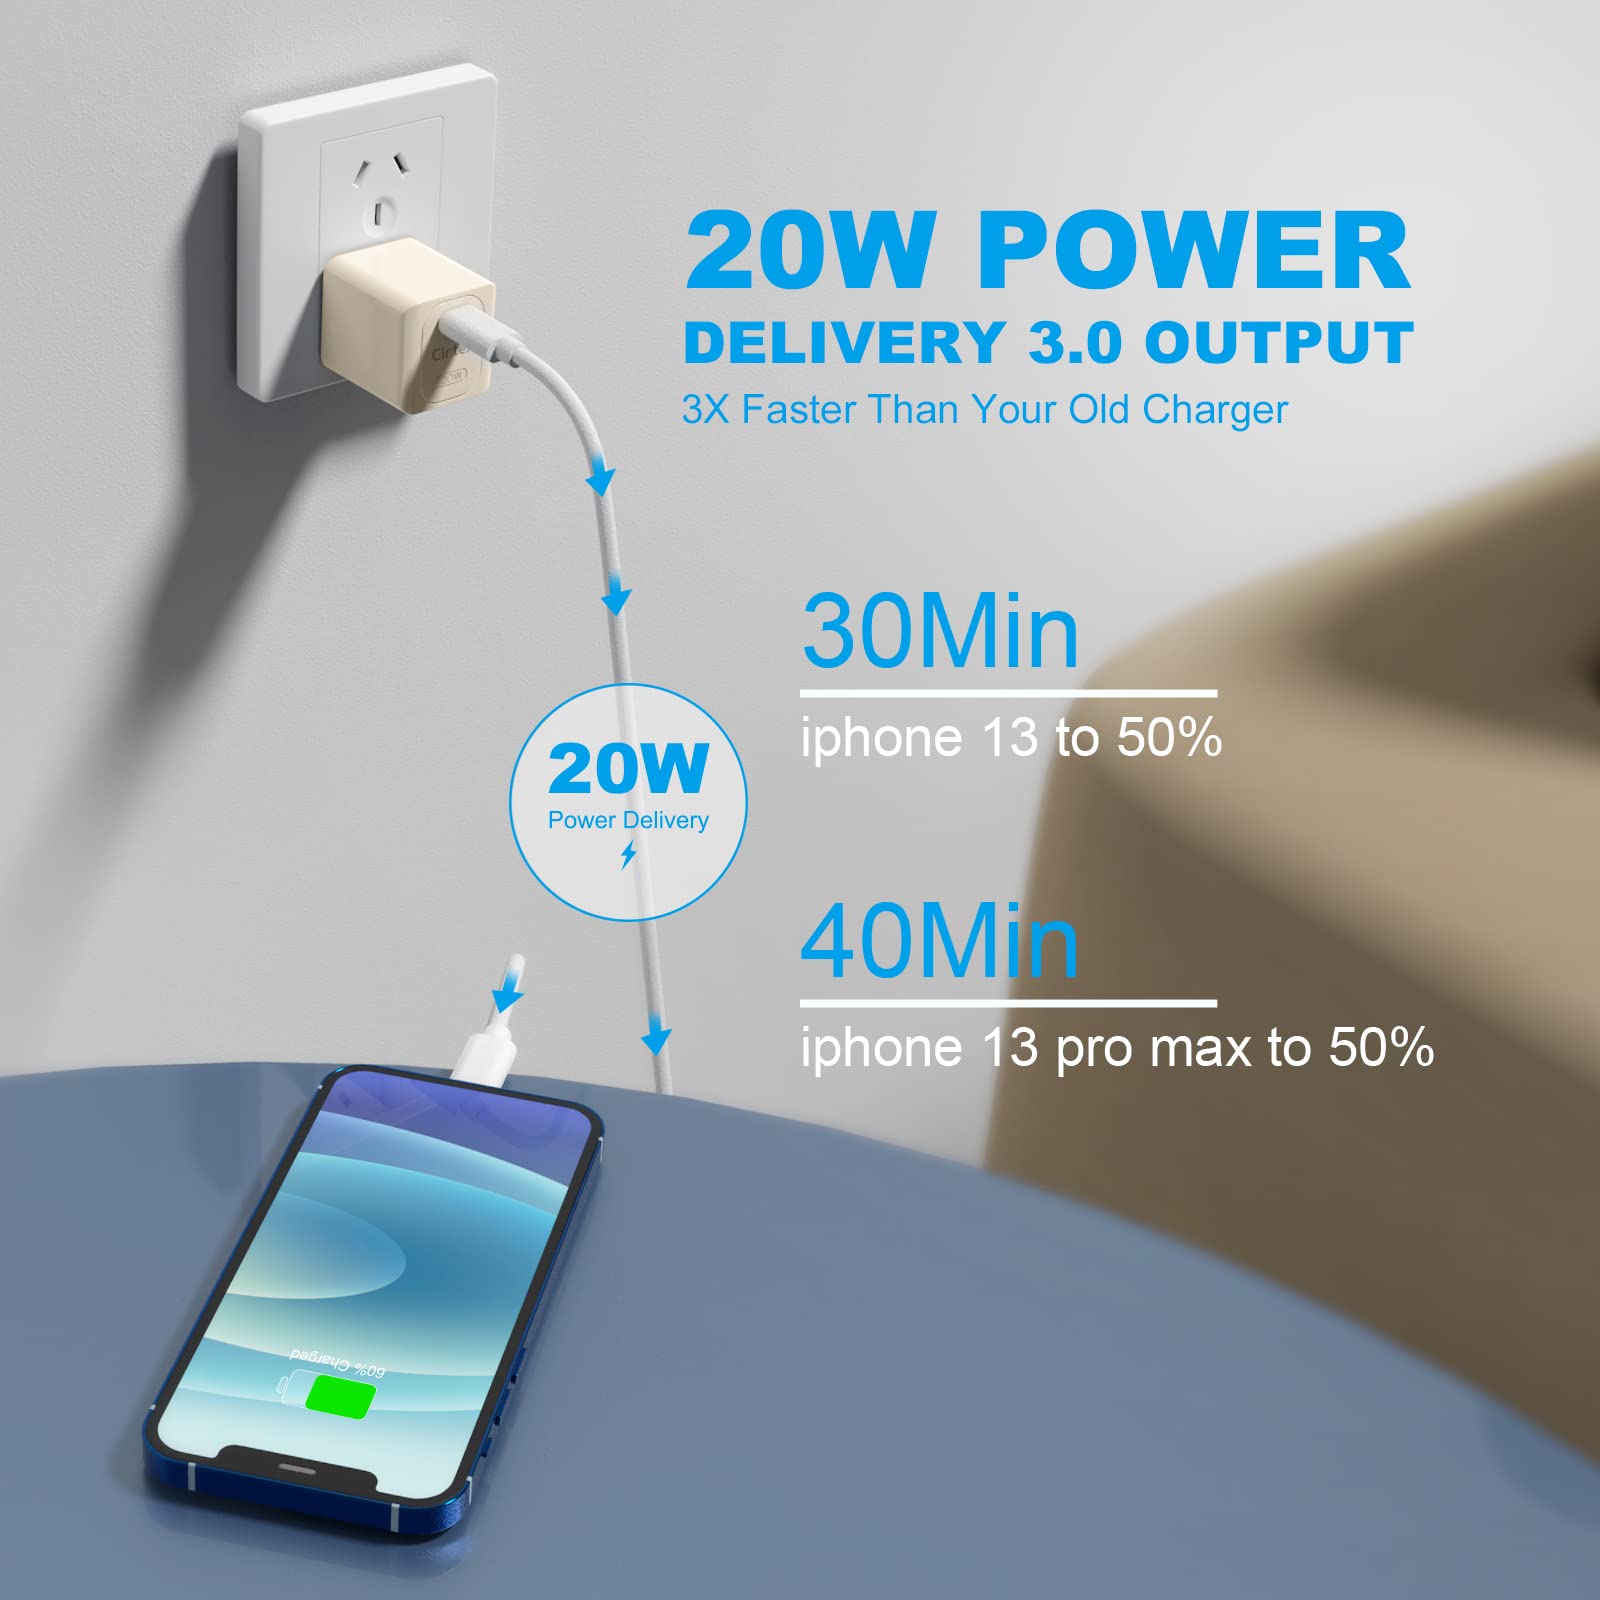 20W POWER
DELIVERY 3.0 OUTPUT
3X Faster Than Your Old Charger
30Min
iphone 13 to 50%
20W
Power Delivery
40Min
iphone 13 pro max to 50%
60% Charged